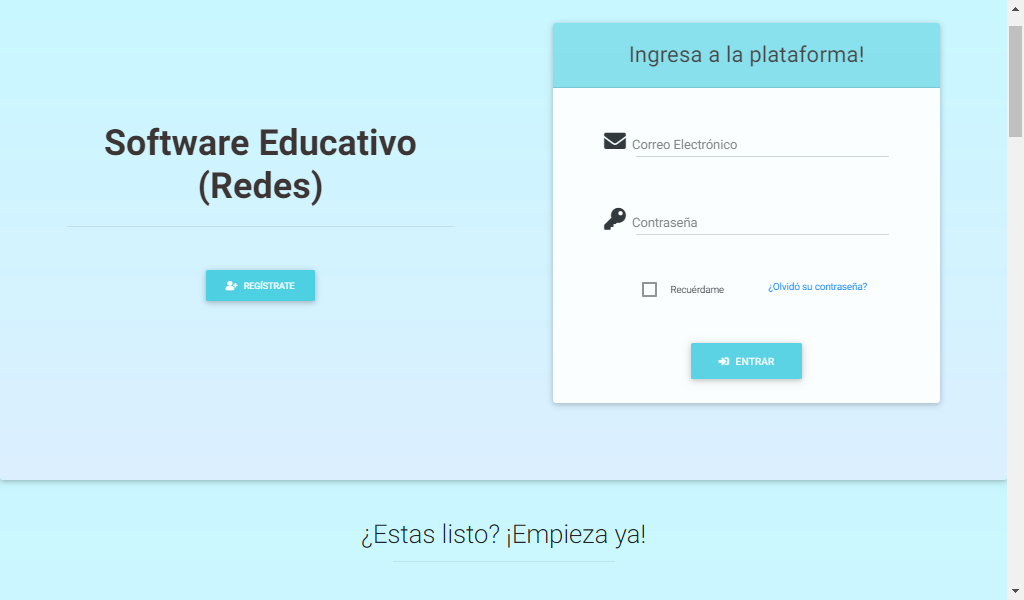 Software Educativo
(Redes)
REGÍSTRATE
Ingresa a la plataforma!
Correo Electrónico
Contraseña
Recuérdame
¿Olvidó su contraseña?
ENTRAR
¿Estas listo? ¡Empieza ya!